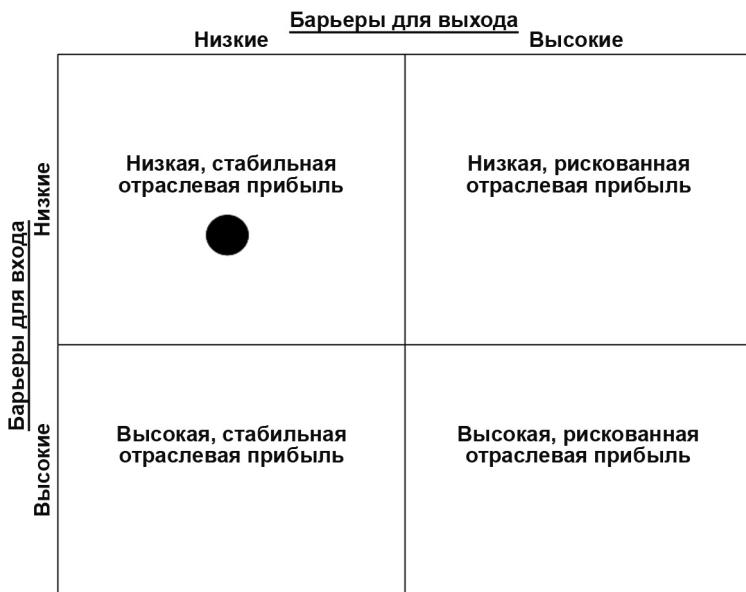 Барьеры для выхода
Низкие
Высокие
Барьеры для входа
Низкие
Низкая, стабильная
отраслевая прибыль
Низкая, рискованная
отраслевая прибыль
Высокие
Высокая, стабильная
отраслевая прибыль
Высокая, рискованная
отраслевая прибыль